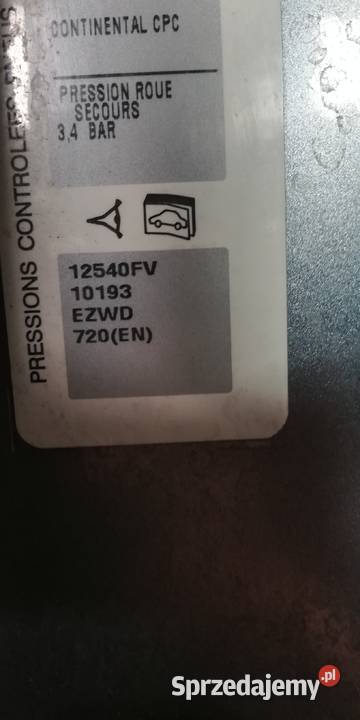 CONTINENTAL CPC
PRESSION ROUE
SECOURS
3,4 BAR
PRESSIONS CONTROLEES
12540FV
10193
EZWD
720(EN)
Sprzedajemy.pl